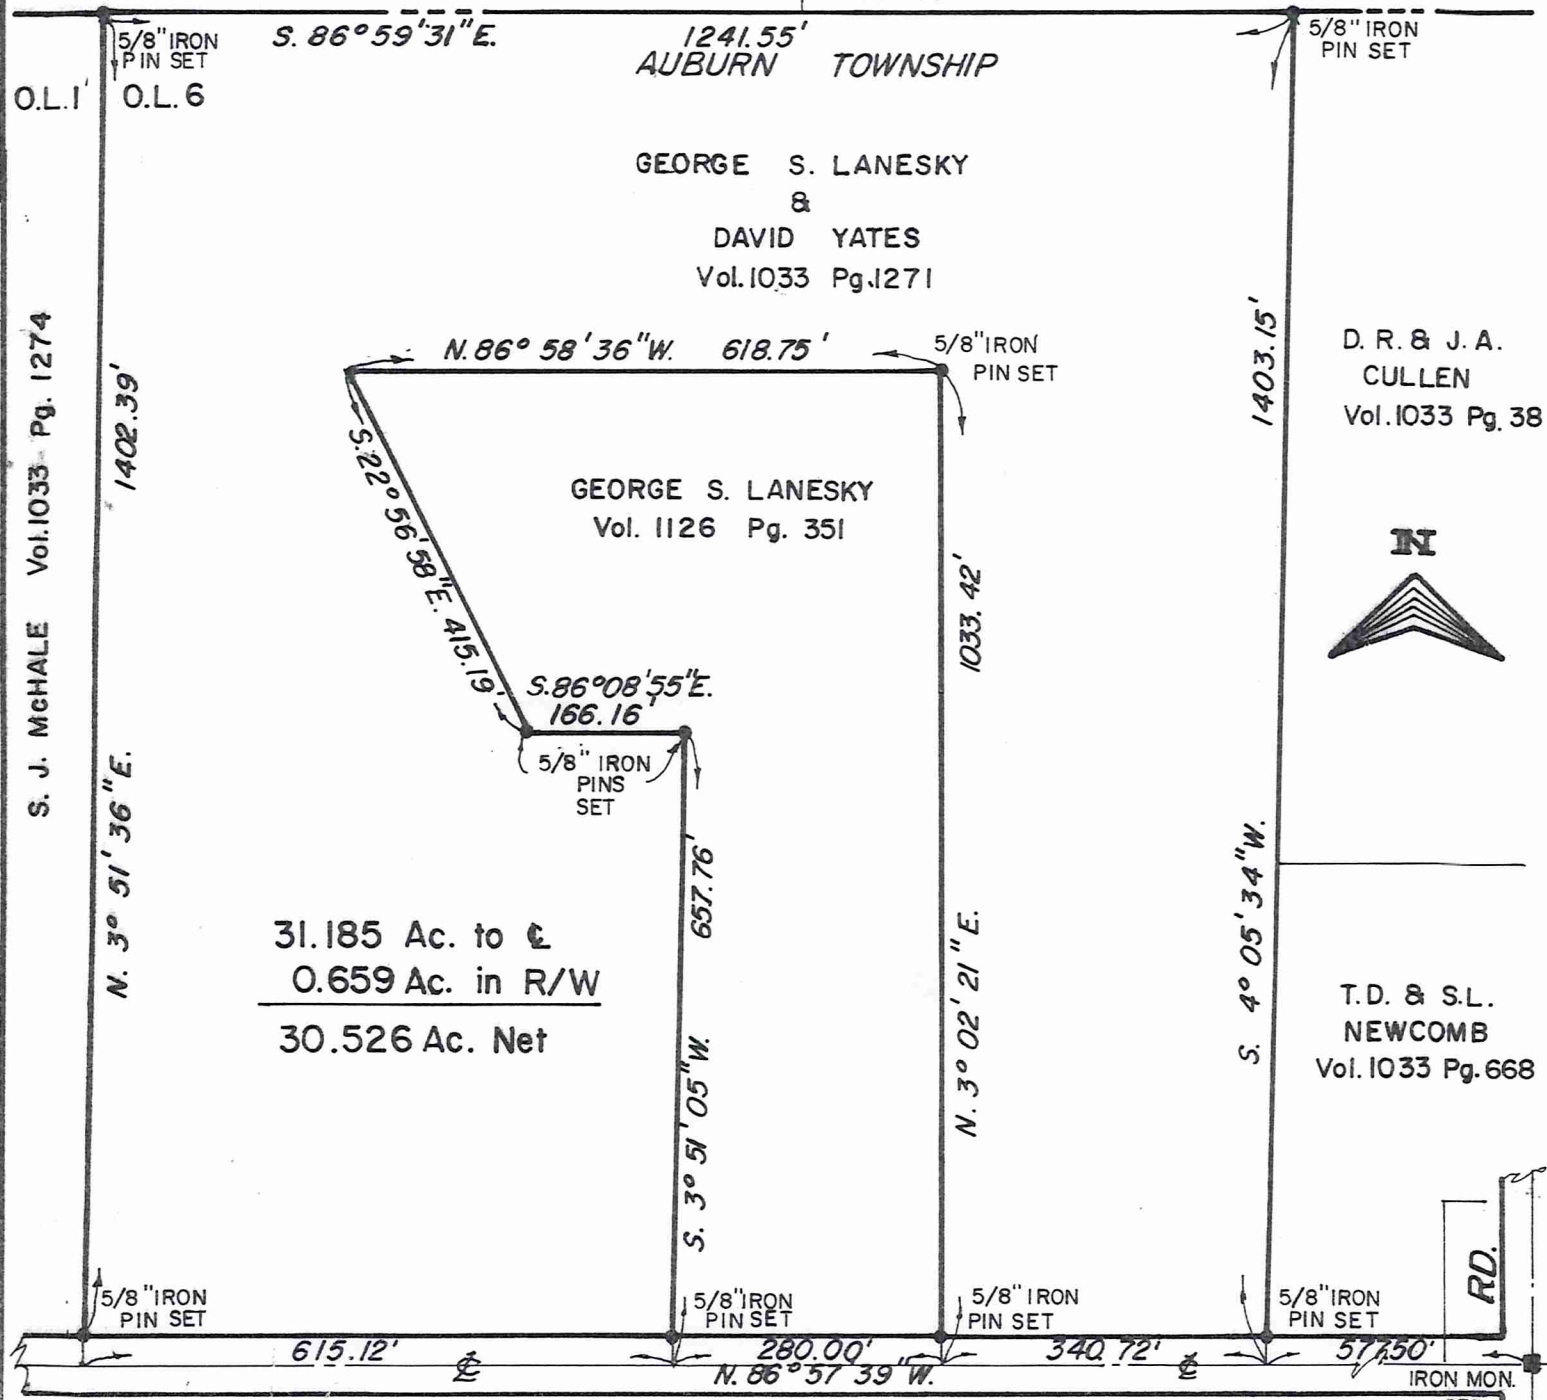 S. 86°59'31"E.
1241.55'
AUBURN TOWNSHIP
5/8" IRON
PIN SET
5/8" IRON
PIN SET
O.L.1'
O.L.6
GEORGE S. LANESKY
&
DAVID YATES
Vol.1033 Pg.1271
S. J. McHALE Vol.1033 Pg. 1274
N. 3° 51' 36"E.
1402.39'
N. 86° 58' 36"W. 618.75'
5/8" IRON
PIN SET
S. 22° 56' 58"E. 415.19'
GEORGE S. LANESKY
Vol. 1126 Pg. 351
S. 86°08'55"E.
166.16'
5/8" IRON
PINS
SET
S. 3° 51' 05"W.
657.76'
N. 3° 02' 21"E.
1033.42'
S. 4° 05' 34"W.
1403.15'
D. R. & J. A.
CULLEN
Vol.1033 Pg. 38
N
31.185 Ac. to ℄
0.659 Ac. in R/W
30.526 Ac. Net
T.D. & S.L.
NEWCOMB
Vol.1033 Pg.668
RD.
5/8" IRON
PIN SET
5/8" IRON
PIN SET
5/8" IRON
PIN SET
5/8" IRON
PIN SET
615.12'
℄
280.00'
340.72'
℄
577.50'
N. 86° 57' 39"W.
IRON MON.